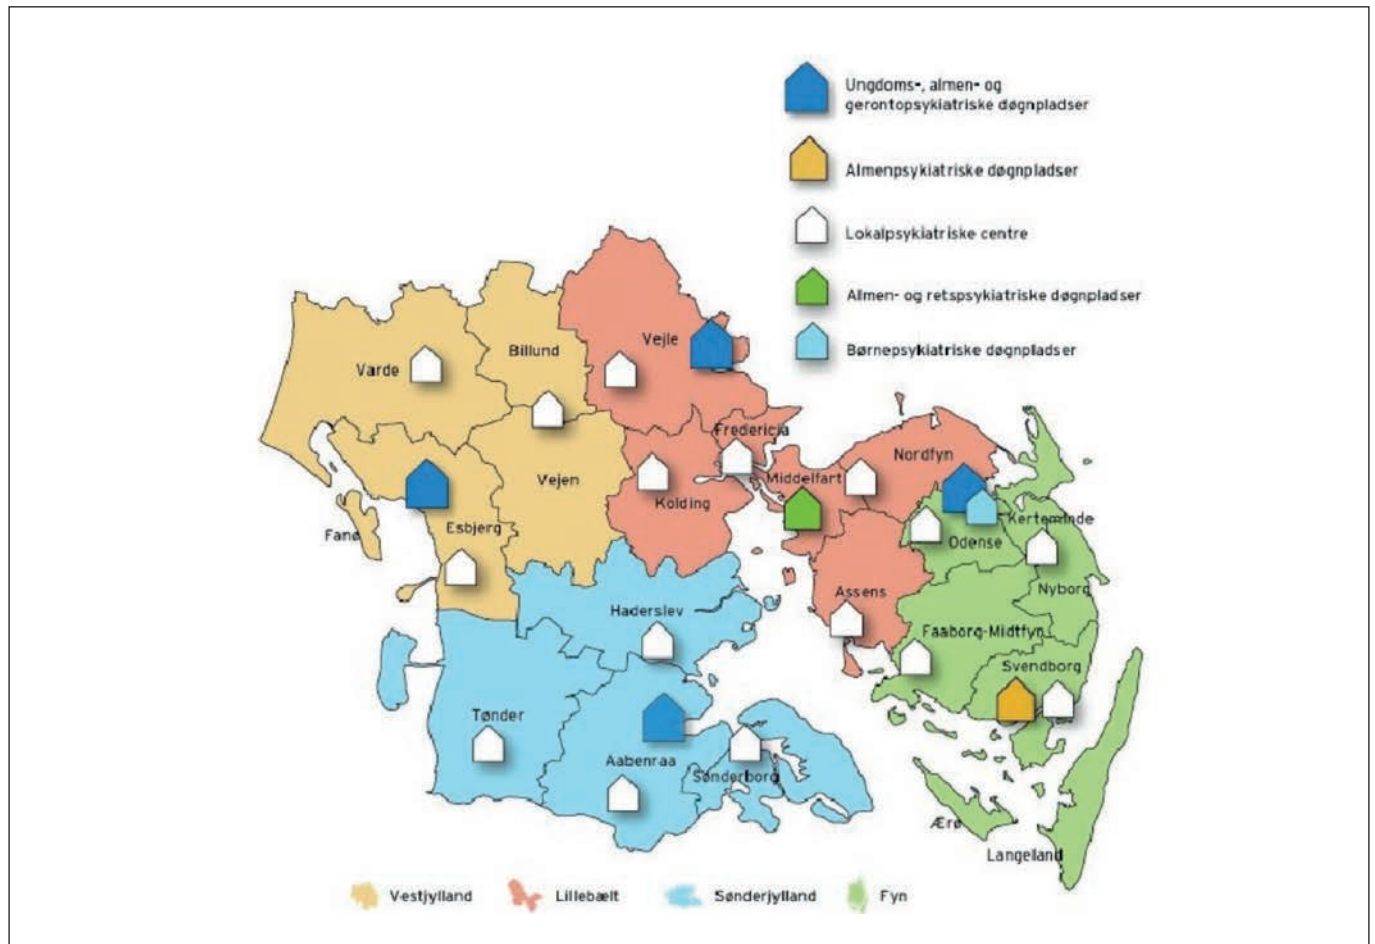 Ungdoms-, almen- og
gerontopsykiatriske døgnpladser
Almenpsykiatriske døgnpladser
Lokalpsykiatriske centre
Almen- og retspsykiatriske døgnpladser
Børnepsykiatriske døgnpladser
Varde
Billund
Vejle
Fredericia
Nordfyn
Middelfart
Vejen
Kolding
Fanø
Esbjerg
Kerteminde
Odense
Assens
Nyborg
Haderslev
Faaborg-Midtfyn
Svendborg
Tønder
Aabenraa
Sønderborg
Ærø
Langelland
Vestjylland
Lillebælt
Sønderjylland
Fyn